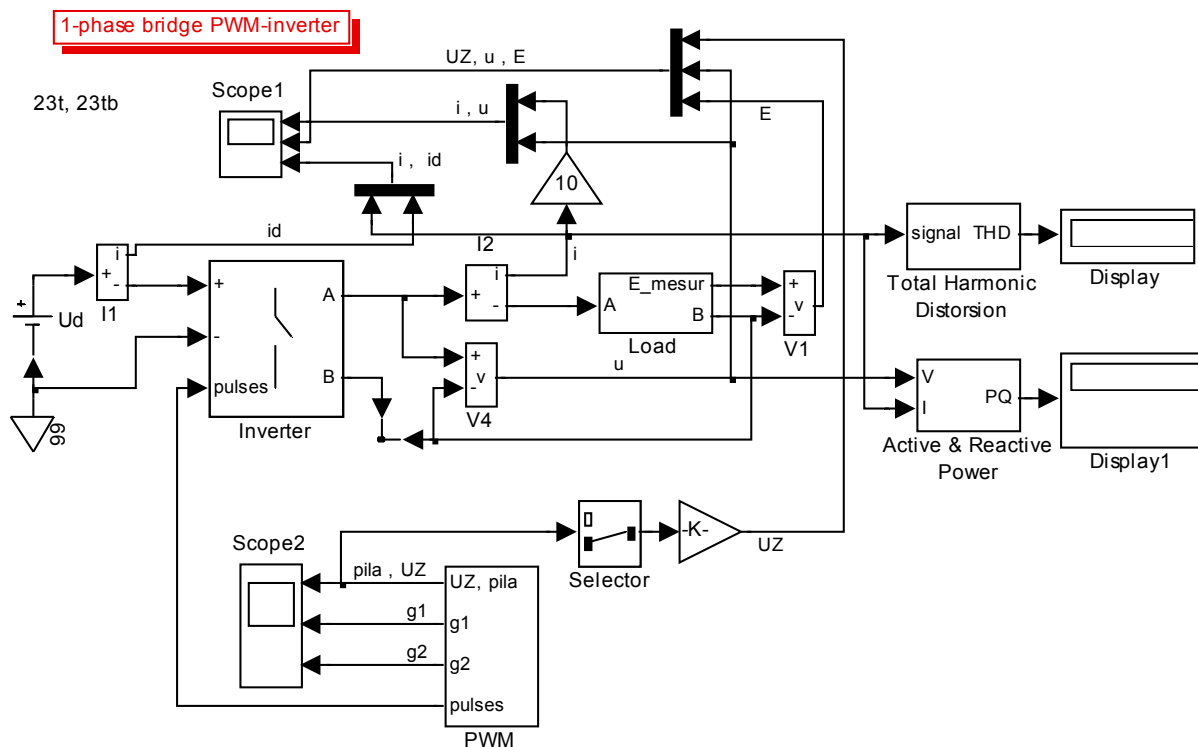 1-phase bridge PWM-inverter
UZ, u , E
23t, 23tb
Scope1
E
i , u
i , id
10
id
I2
signal THD
i
i
i
+
-
I1
+
Ud
+
-
pulses
A
B
Inverter
+
-
E_mesur
A
B
Load
+
v
-
V1
Total Harmonic
Distorsion
Display
+
v
-
V4
u
V
I
PQ
Active & Reactive
Power
Display1
99
-K-
UZ
Selector
Scope2
pila , UZ
UZ, pila
g1
g1
g2
g2
pulses
PWM